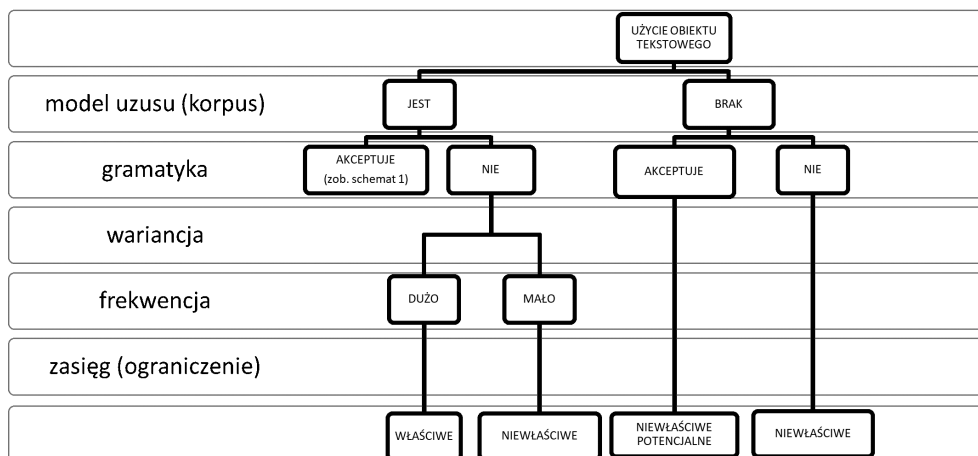 UŻYCIE OBIEKTU
TEKSTOWEGO
model uzusu (korpus)
JEST
BRAK
gramatyka
AKCEPTUJE
(zob. schemat 1)
NIE
AKCEPTUJE
NIE
wariancja
frekwencja
DUŻO
MAŁO
zasięg (ograniczenie)
WŁAŚCIWE
NIEWŁAŚCIWE
NIEWŁAŚCIWE
POTENCJALNE
NIEWŁAŚCIWE